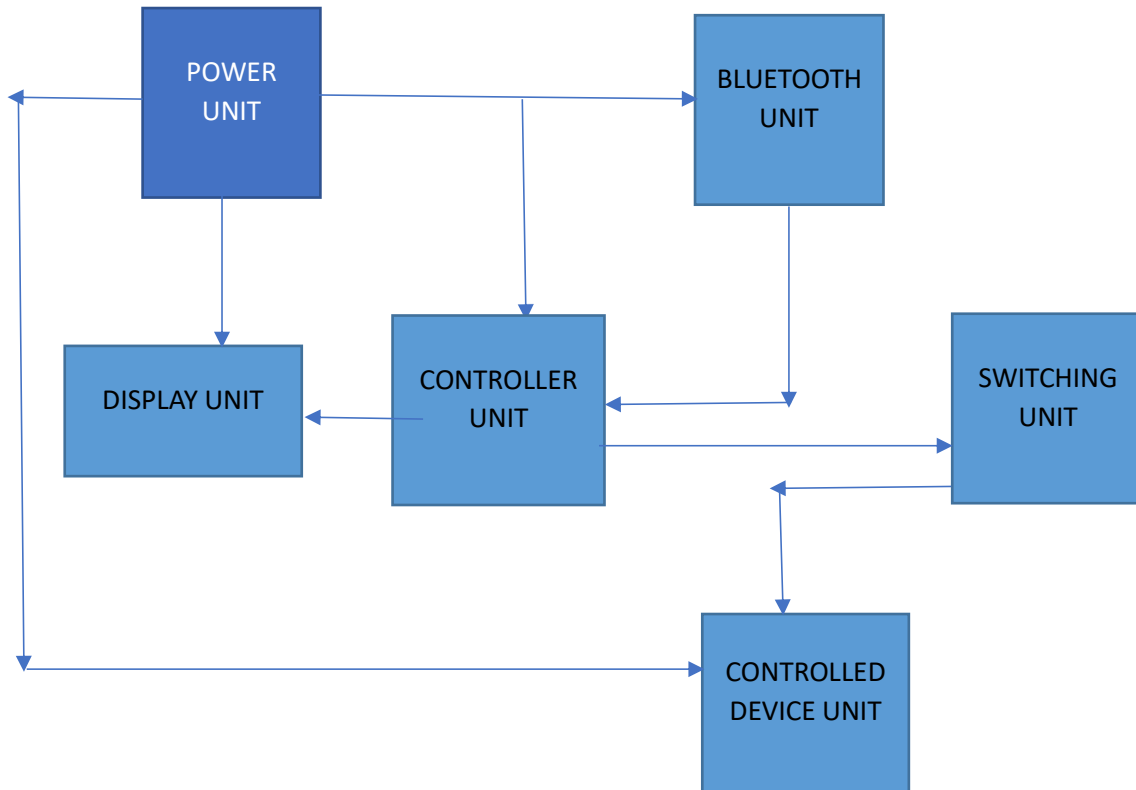 POWER
UNIT
BLUETOOTH
UNIT
DISPLAY UNIT
CONTROLLER
UNIT
SWITCHING
UNIT
CONTROLLED
DEVICE UNIT